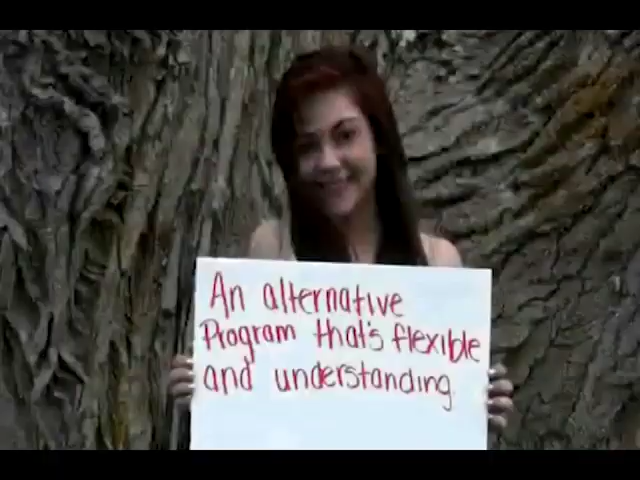 An alternative
Program that's flexible
and understanding.